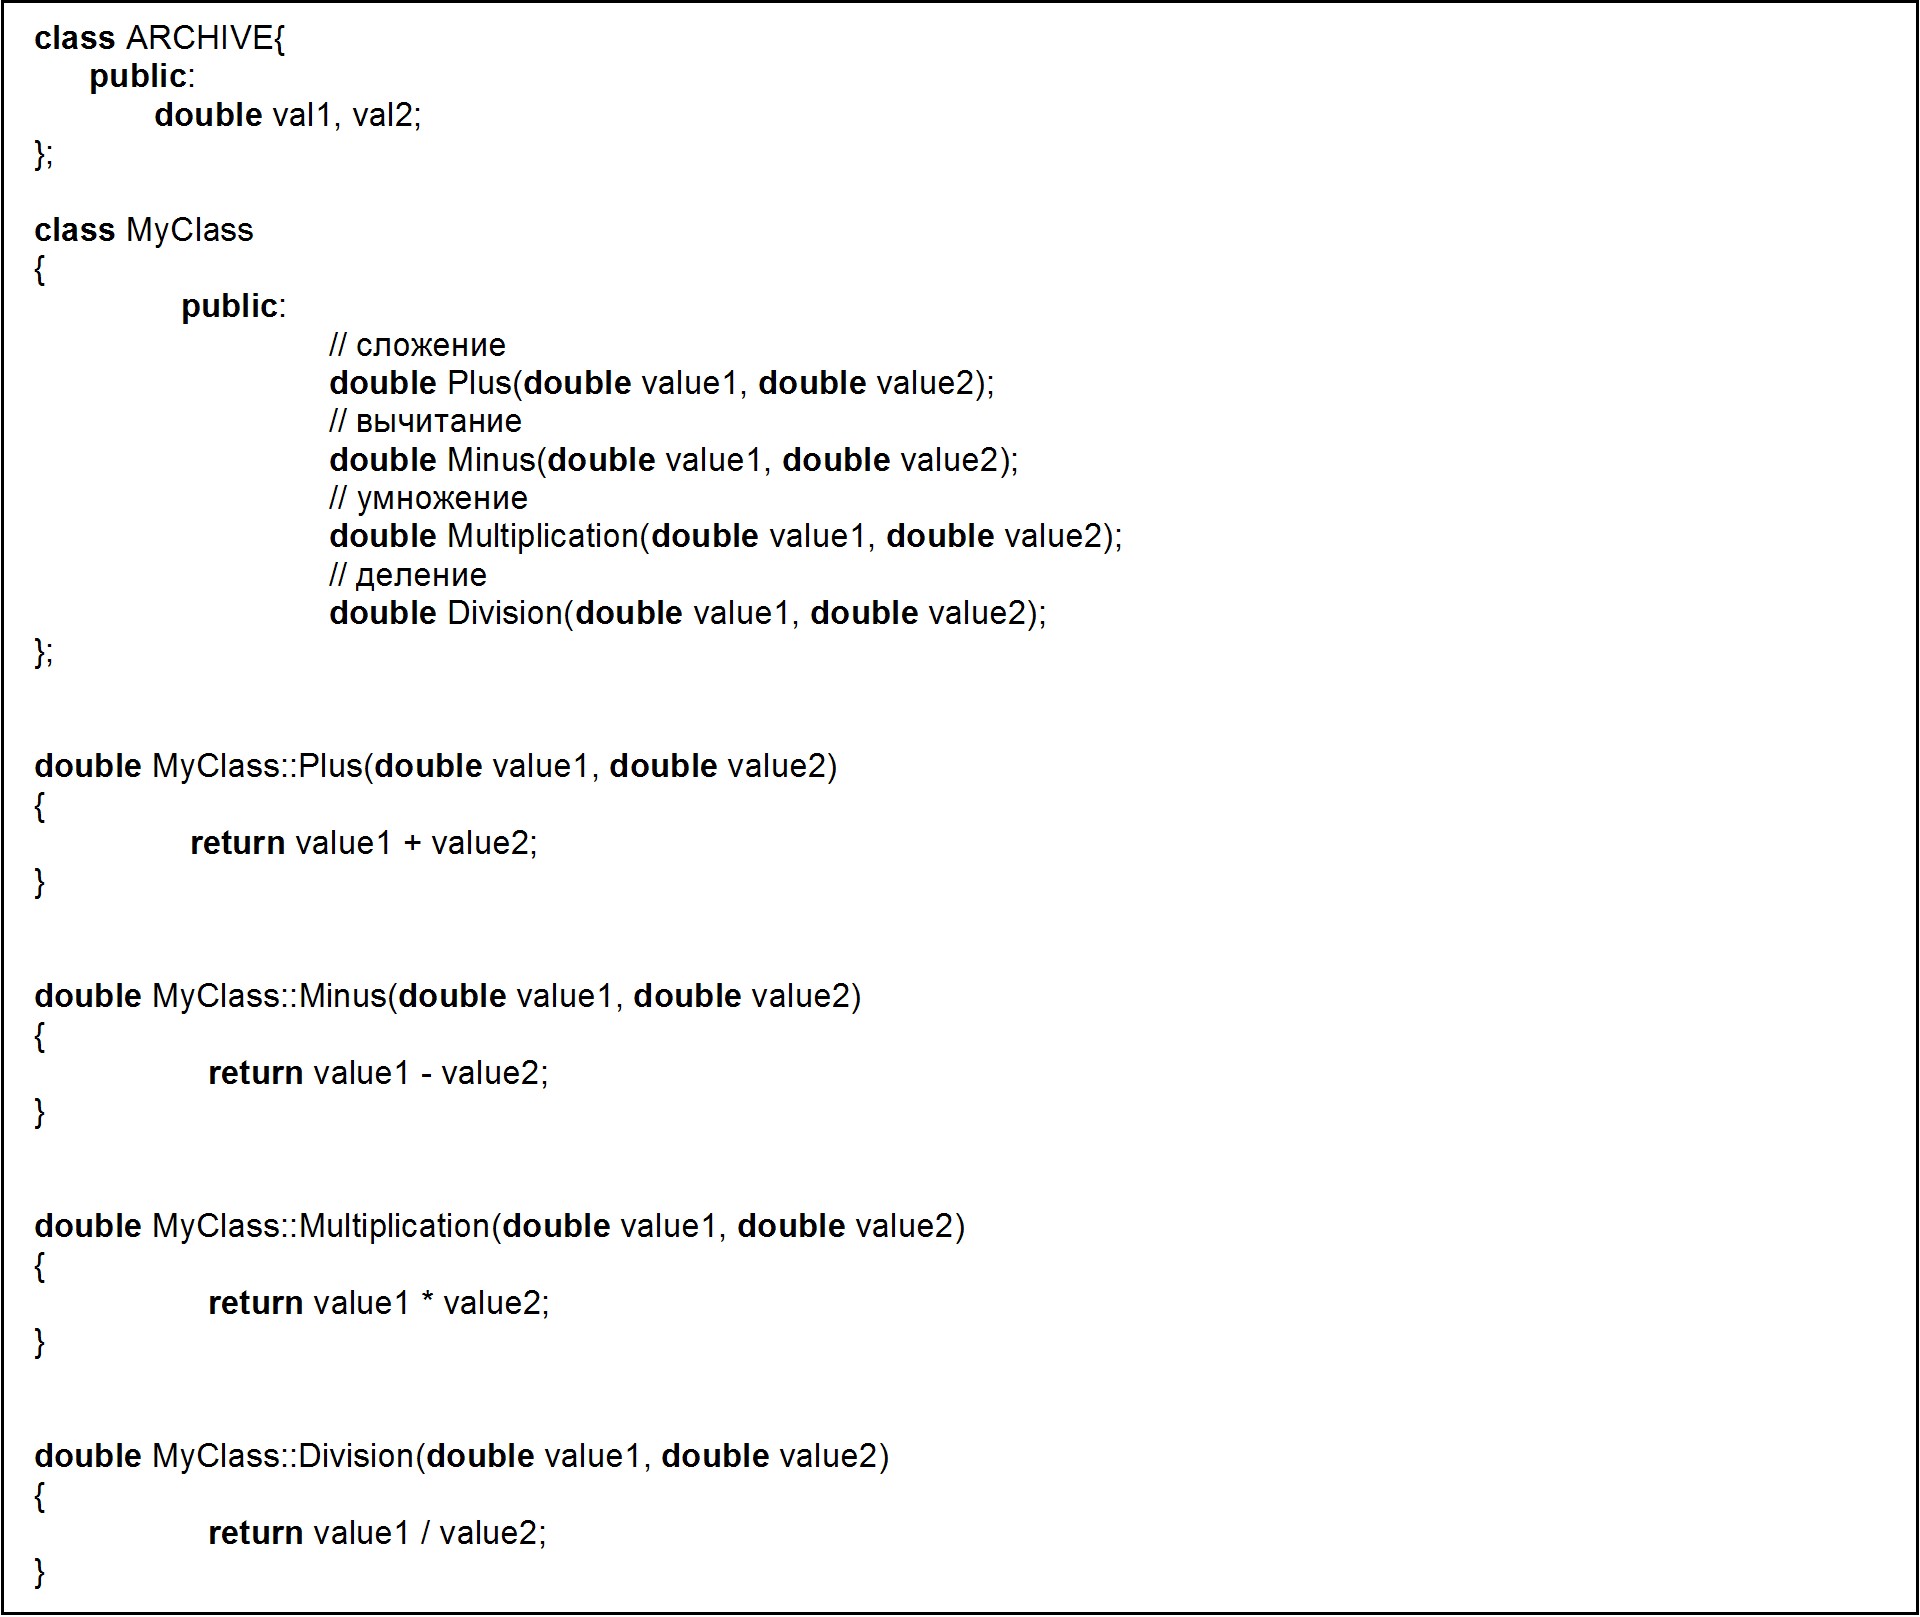 class ARCHIVE{
public:
double val1, val2;
};
class MyClass
{
public:
// сложение
double Plus(double value1, double value2);
// вычитание
double Minus(double value1, double value2);
// умножение
double Multiplication(double value1, double value2);
// деление
double Division(double value1, double value2);
};
double MyClass::Plus(double value1, double value2)
{
return value1 + value2;
}
double MyClass::Minus(double value1, double value2)
{
return value1 - value2;
}
double MyClass::Multiplication(double value1, double value2)
{
return value1 * value2;
}
double MyClass::Division(double value1, double value2)
{
return value1 / value2;
}